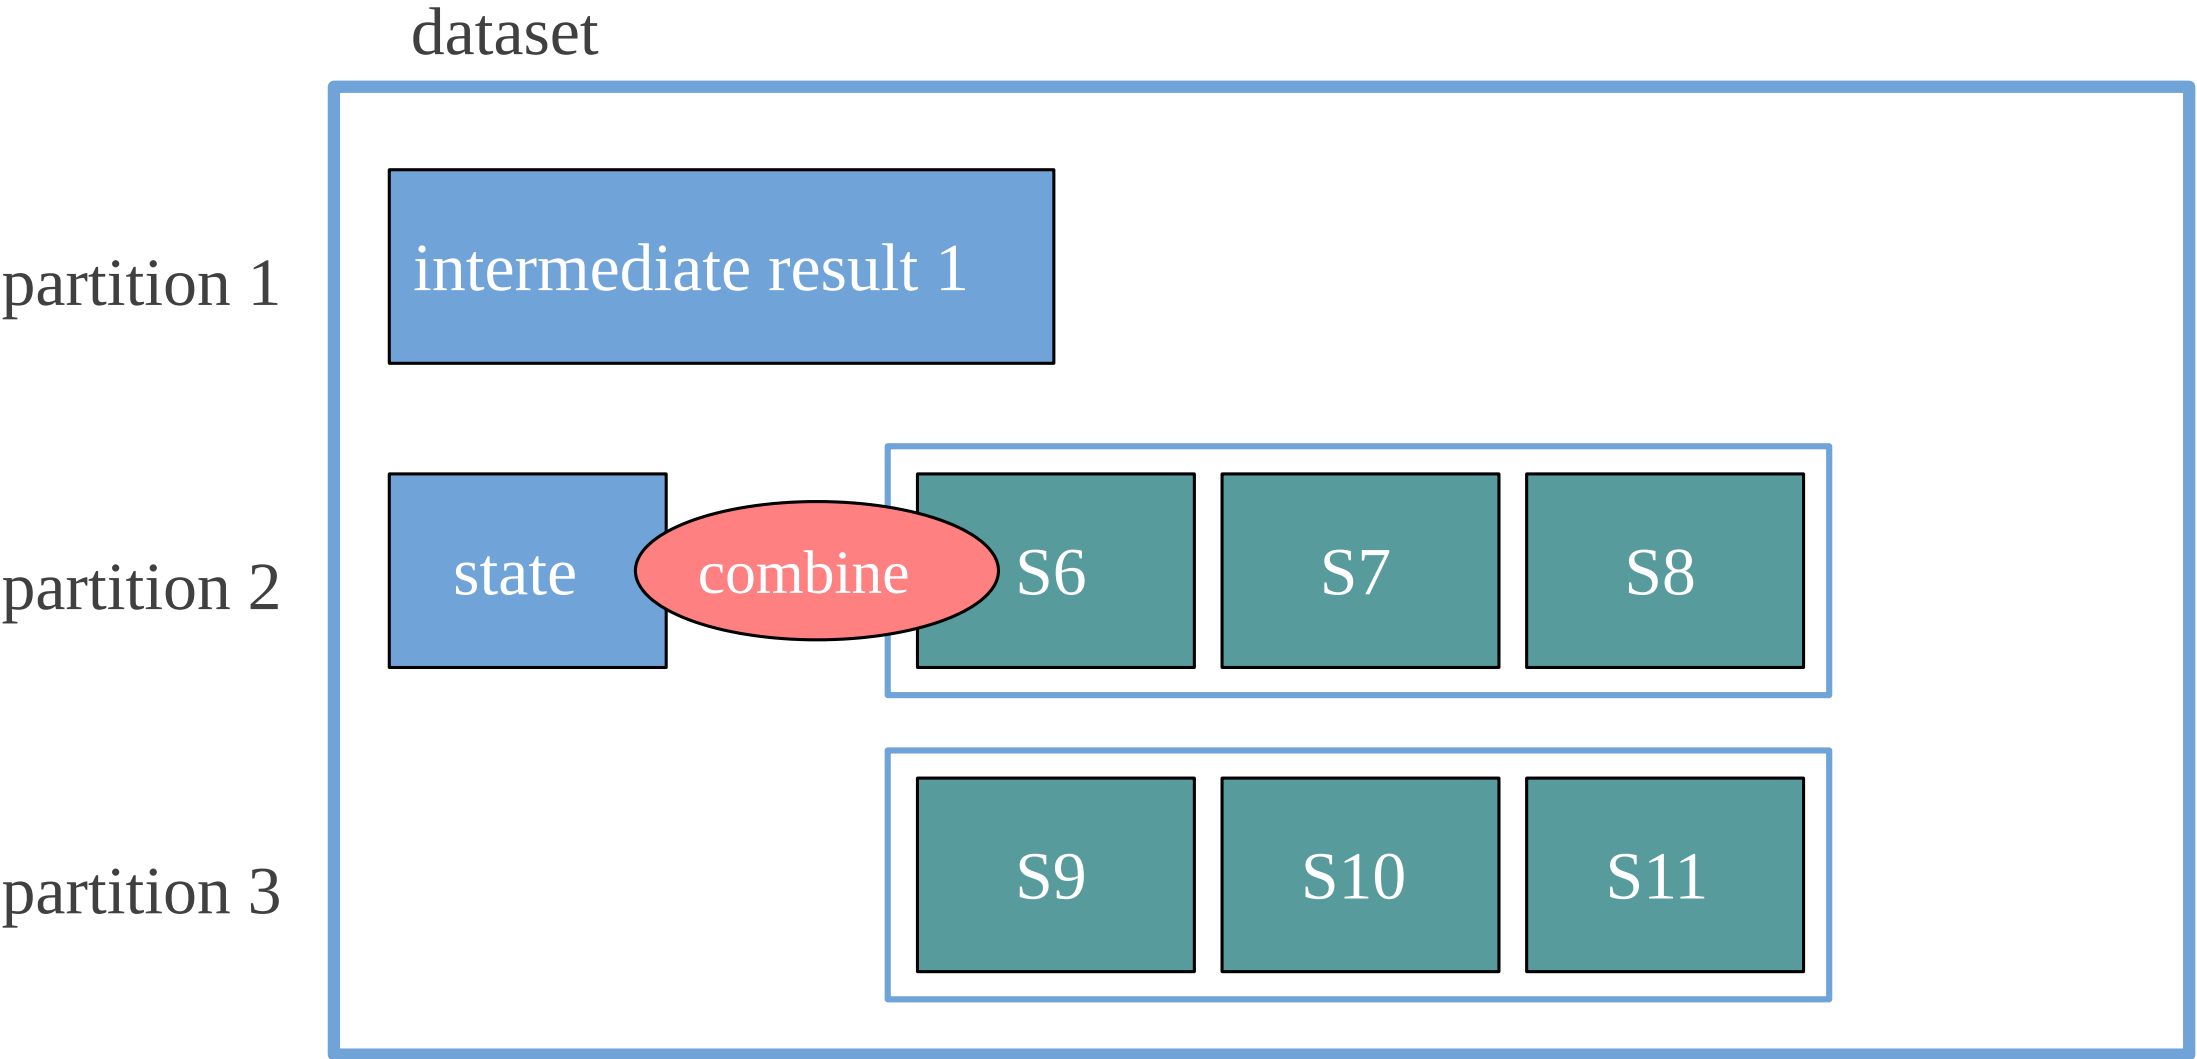 dataset
partition 1
intermediate result 1
partition 2
state
combine
S6
S7
S8
partition 3
S9
S10
S11